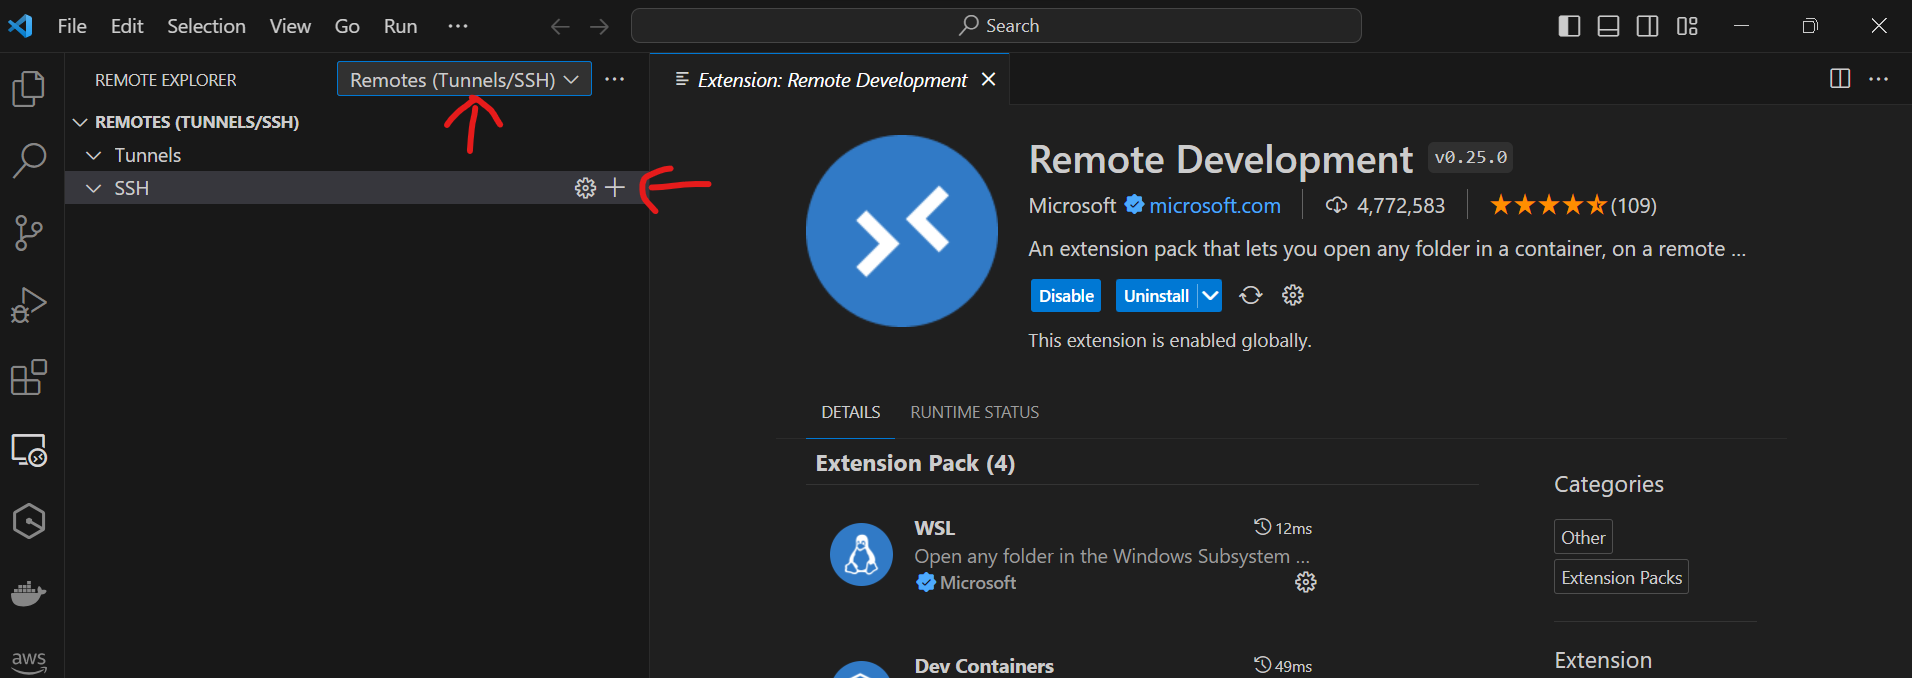 File Edit Selection View Go Run ···
Search
REMOTE EXPLORER
Remotes (Tunnels/SSH)
REMOTES (TUNNELS/SSH)
Tunnels
SSH
Extension: Remote Development
Remote Development v0.25.0
Microsoft microsoft.com 4,772,583 (109)
An extension pack that lets you open any folder in a container, on a remote ...
Disable Uninstall
This extension is enabled globally.
DETAILS RUNTIME STATUS
Extension Pack (4)
WSL 12ms
Open any folder in the Windows Subsystem ...
Microsoft
Dev Containers 49ms
Categories
Other
Extension Packs
Extension
aws